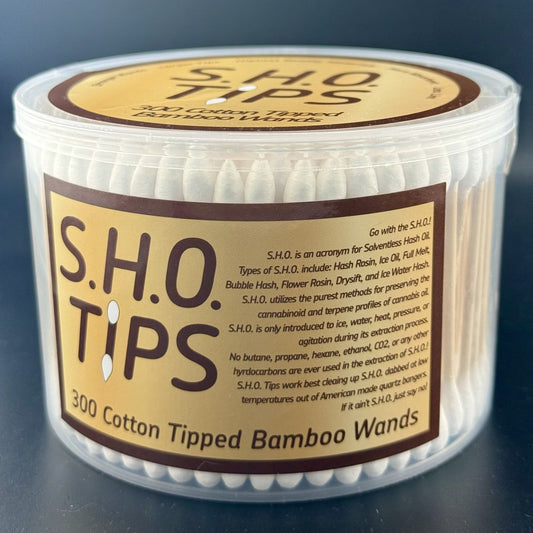 S.H.O.
TIPS
300 Cotton Tipped
Bamboo Wands
S.H.O.
TIPS
300 Cotton Tipped Bamboo Wands
Go with the S.H.O.!
S.H.O. is an acronym for Solventless Hash Oil.
Types of S.H.O. include: Hash Rosin, Ice Oil, Full Melt,
Bubble Hash, Flower Rosin, Drysift, and Ice Water Hash.
S.H.O. utilizes the purest methods for preserving the
cannabinoid and terpene profiles of cannabis oil.
S.H.O. is only introduced to ice, water, heat, pressure, or
agitation during its extraction process.
No butane, propane, hexane, ethanol, CO2, or any other
hyrdocarbons are ever used in the extraction of S.H.O.!
S.H.O. Tips work best cleaing up S.H.O. dabbed at low
temperatures out of American made quartz bangers.
If it ain't S.H.O. just say no!